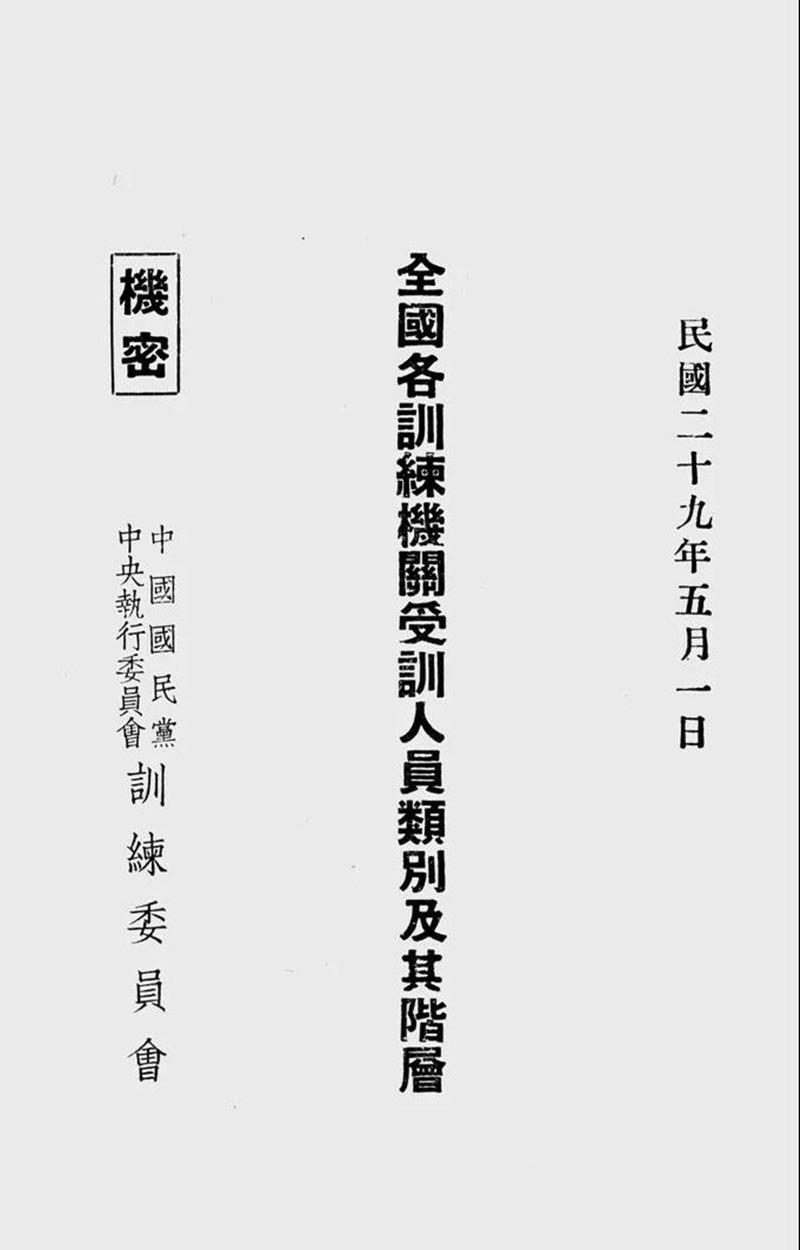 民國二十九年五月一日
全國各訓練機關受訓人員類別及其階層
機密
中國國民黨
中央執行委員會
訓練委員會